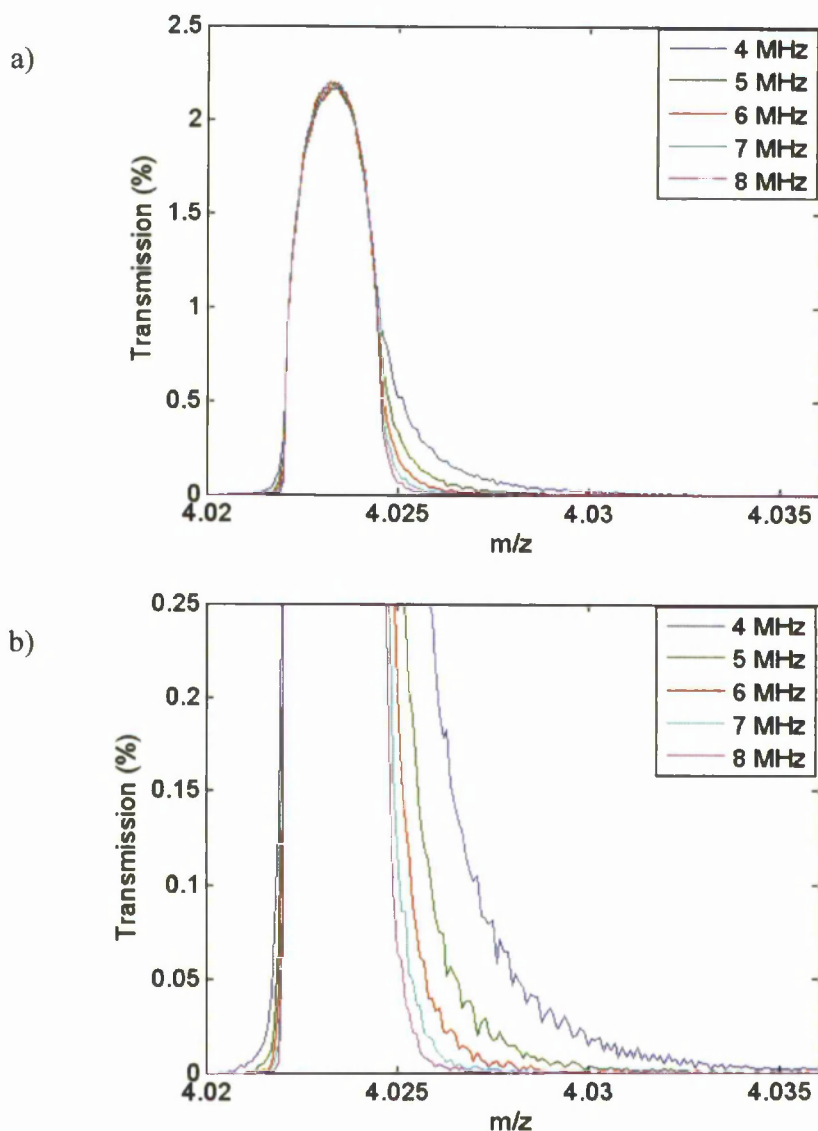 a)
2.5
2
1.5
1
0.5
0
Transmission (%)
4.02
4.025
4.03
4.035
m/z
4 MHz
5 MHz
6 MHz
7 MHz
8 MHz
b)
0.25
0.2
0.15
0.1
0.05
0
Transmission (%)
4.02
4.025
4.03
4.035
m/z
4 MHz
5 MHz
6 MHz
7 MHz
8 MHz